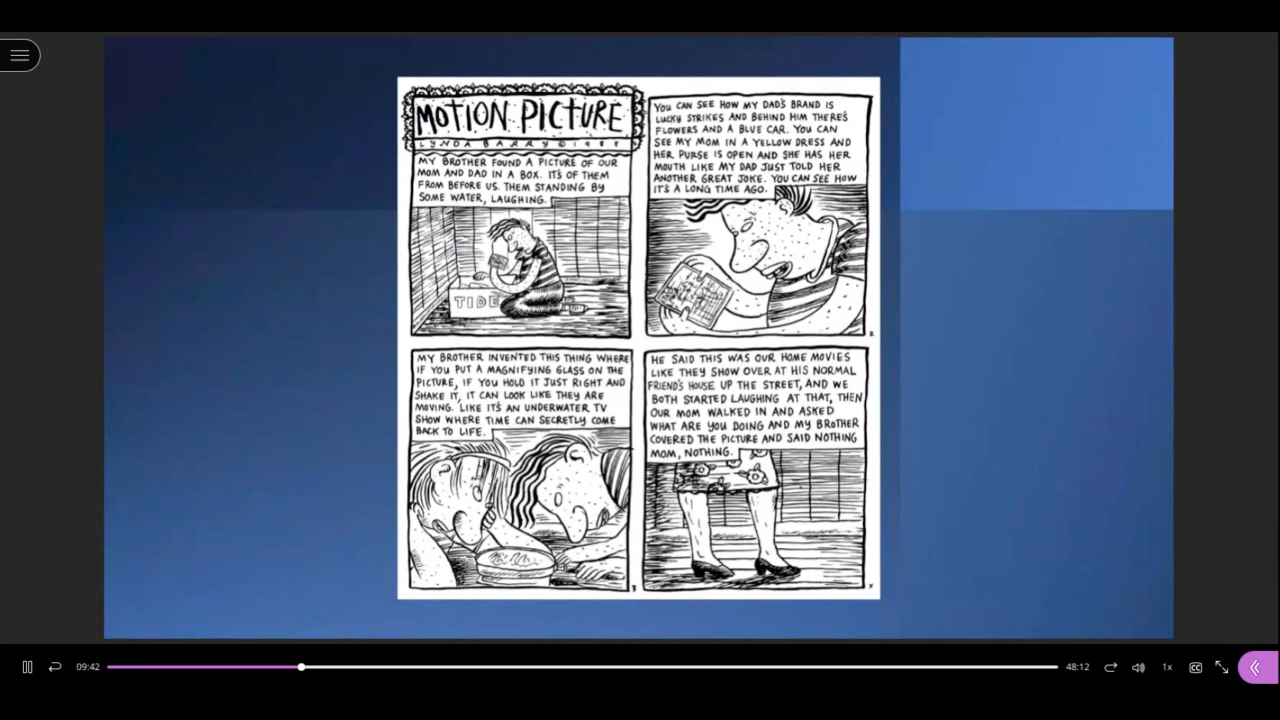 MOTION PICTURE
LYNDA BARRY © 1988
MY BROTHER FOUND A PICTURE OF OUR
MOM AND DAD IN A BOX. IT'S OF THEM
FROM BEFORE US. THEM STANDING BY
SOME WATER, LAUGHING.
TIDE
YOU CAN SEE HOW MY DAD'S BRAND IS
LUCKY STRIKES AND BEHIND HIM THERE'S
FLOWERS AND A BLUE CAR. YOU CAN
SEE MY MOM IN A YELLOW DRESS AND
HER PURSE IS OPEN AND SHE HAS HER
MOUTH LIKE MY DAD JUST TOLD HER
ANOTHER GREAT JOKE. YOU CAN SEE HOW
IT'S A LONG TIME AGO.
2
MY BROTHER INVENTED THIS THING WHERE
IF YOU PUT A MAGNIFYING GLASS ON THE
PICTURE, IF YOU HOLD IT JUST RIGHT AND
SHAKE IT, IT CAN LOOK LIKE THEY ARE
MOVING. LIKE IT'S AN UNDERWATER TV
SHOW WHERE TIME CAN SECRETLY COME
BACK TO LIFE.
3
HE SAID THIS WAS OUR HOME MOVIES
LIKE THEY SHOW OVER AT HIS NORMAL
FRIEND'S HOUSE UP THE STREET, AND WE
BOTH STARTED LAUGHING AT THAT, THEN
OUR MOM WALKED IN AND ASKED
WHAT ARE YOU DOING AND MY BROTHER
COVERED THE PICTURE AND SAID NOTHING
MOM, NOTHING.
09:42
48:12
1x
CC